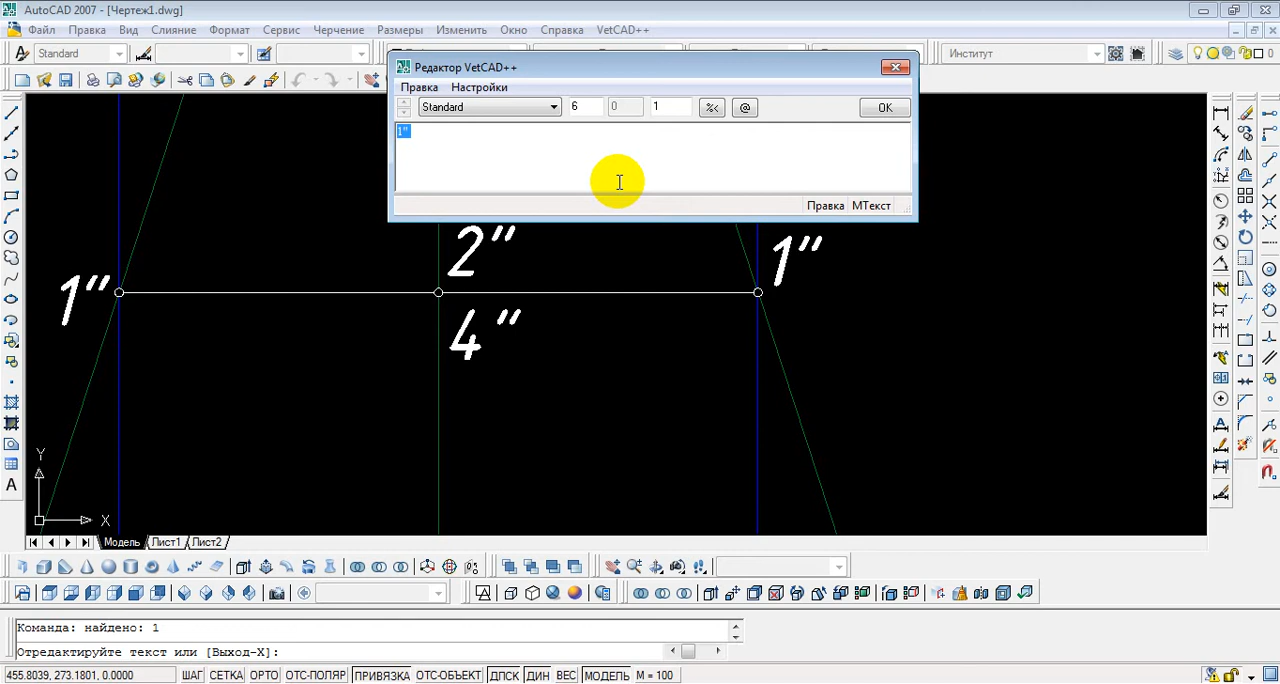 AutoCAD 2007 - [Чертеж1.dwg]
Файл Правка Вид Слияние Формат Сервис Черчение Размеры Изменить Окно Справка VetCAD++
Standard
Институт
0
Редактор VetCAD++
Правка Настройки
Standard 6 0 1 %< @ OK
1"
Правка МТекст
2"
1"
1"
4"
Y
X
Модель Лист1 Лист2
Команда: найдено: 1
Отредактируйте текст или [Выход-X]:
455.8039, 273.1801, 0.0000 ШАГ СЕТКА ОРТО ОТС-ПОЛЯР ПРИВЯЗКА ОТС-ОБЪЕКТ ДПСК ДИН ВЕС МОДЕЛЬ М = 100